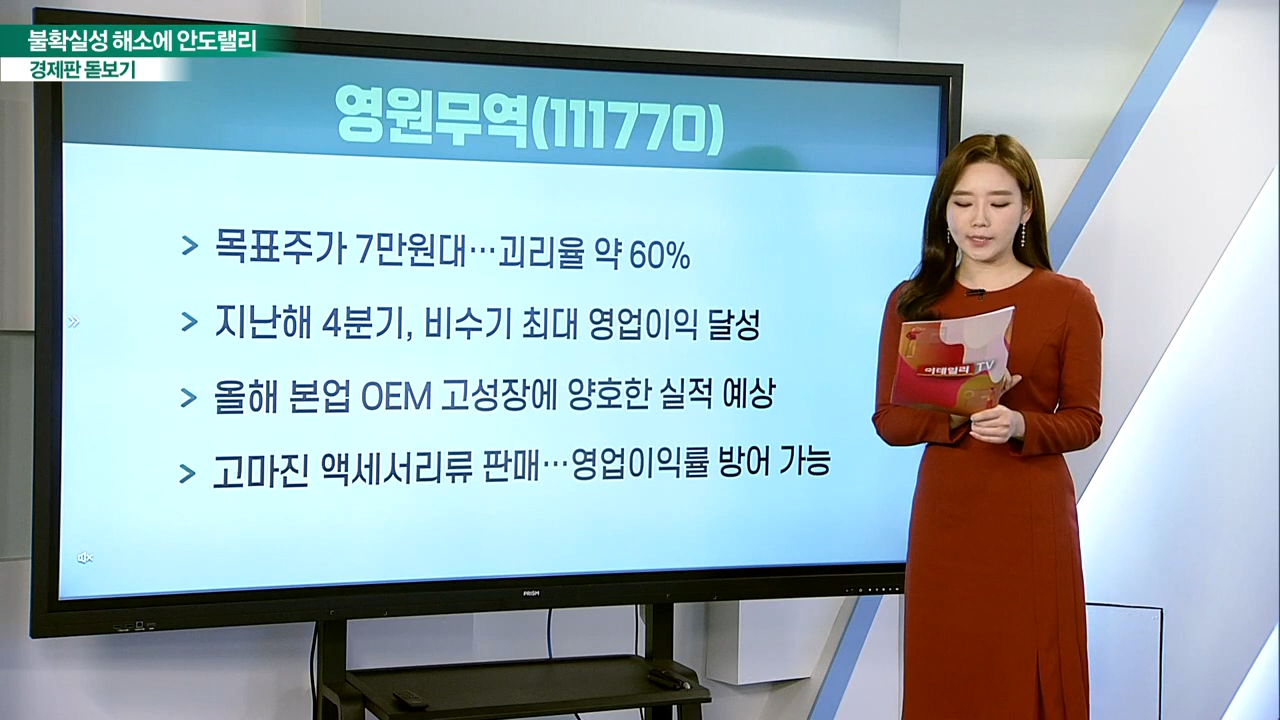 불확실성 해소에 안도랠리
경제판 돋보기
영원무역(111770)
> 목표주가 7만원대…괴리율 약 60%
> 지난해 4분기, 비수기 최대 영업이익 달성
> 올해 본업 OEM 고성장에 양호한 실적 예상
> 고마진 액세서리류 판매…영업이익률 방어 가능
이데일리 TV
PRISM